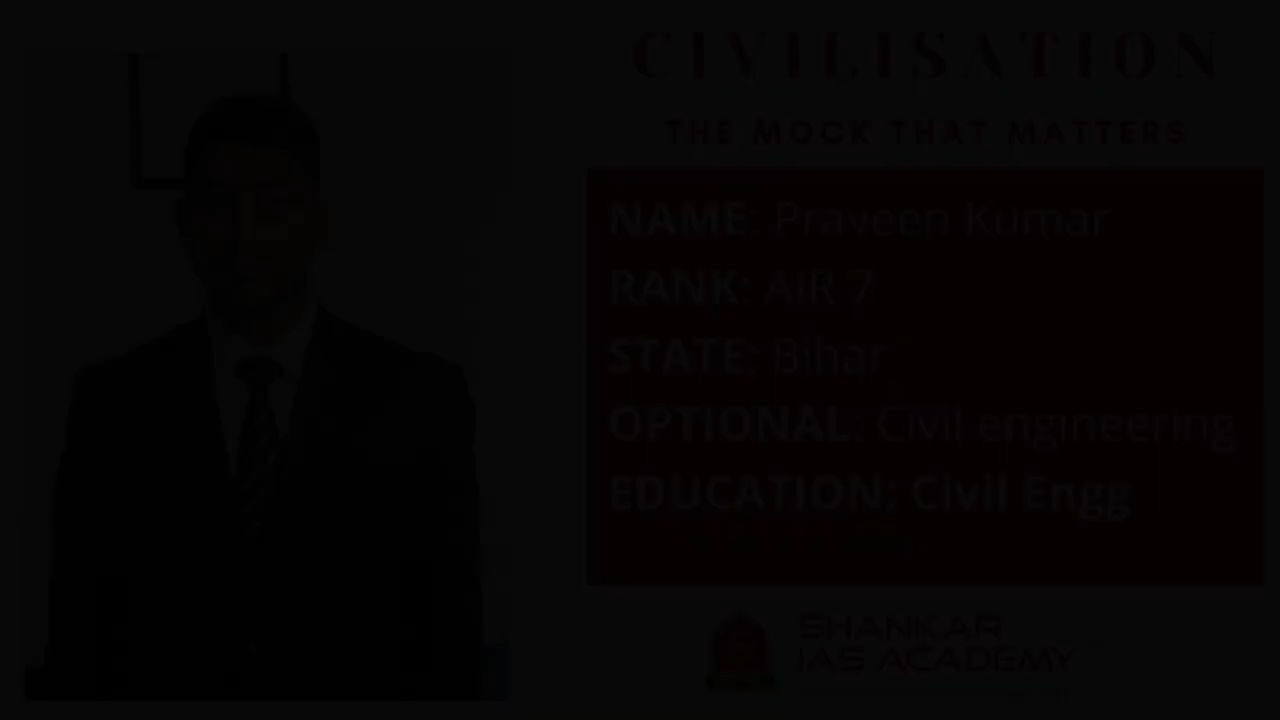 CIVILISATION
THE MOCK THAT MATTERS
NAME: Praveen Kumar
RANK: AIR 7
STATE: Bihar
OPTIONAL: Civil engineering
EDUCATION: Civil Engg
SHANKAR
IAS ACADEMY